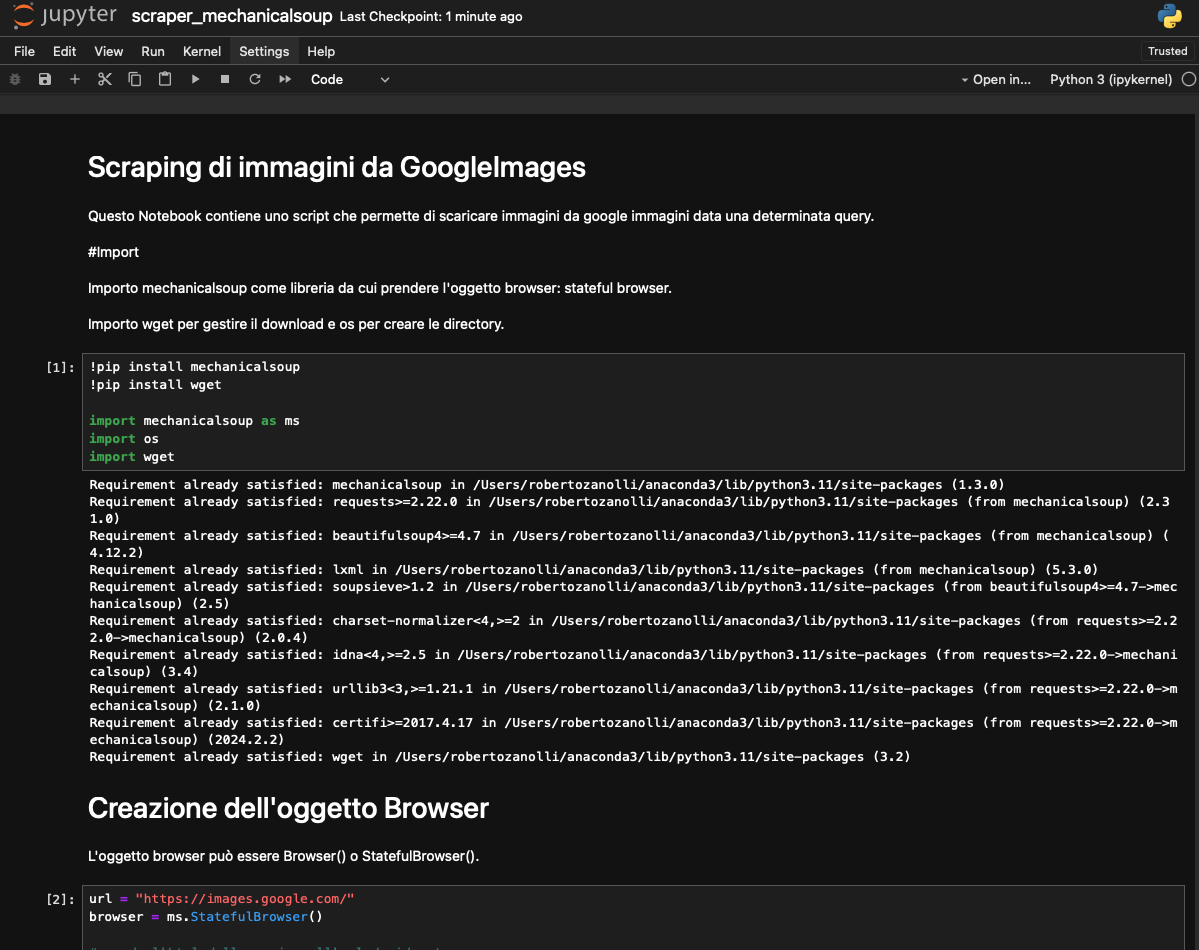 jupyter scraper_mechanicalsoup Last Checkpoint: 1 minute ago
File Edit View Run Kernel Settings Help Trusted
Code Open in... Python 3 (ipykernel)
Scraping di immagini da GoogleImages
Questo Notebook contiene uno script che permette di scaricare immagini da google immagini data una determinata query.
#Import
Importo mechanicalsoup come libreria da cui prendere l'oggetto browser: stateful browser.
Importo wget per gestire il download e os per creare le directory.
[1]: !pip install mechanicalsoup
!pip install wget
import mechanicalsoup as ms
import os
import wget
Requirement already satisfied: mechanicalsoup in /Users/robertozanolli/anaconda3/lib/python3.11/site-packages (1.3.0)
Requirement already satisfied: requests>=2.22.0 in /Users/robertozanolli/anaconda3/lib/python3.11/site-packages (from mechanicalsoup) (2.3
1.0)
Requirement already satisfied: beautifulsoup4>=4.7 in /Users/robertozanolli/anaconda3/lib/python3.11/site-packages (from mechanicalsoup) (
4.12.2)
Requirement already satisfied: lxml in /Users/robertozanolli/anaconda3/lib/python3.11/site-packages (from mechanicalsoup) (5.3.0)
Requirement already satisfied: soupsieve>1.2 in /Users/robertozanolli/anaconda3/lib/python3.11/site-packages (from beautifulsoup4>=4.7->mec
hanicalsoup) (2.5)
Requirement already satisfied: charset-normalizer<4,>=2 in /Users/robertozanolli/anaconda3/lib/python3.11/site-packages (from requests>=2.2
2.0->mechanicalsoup) (2.0.4)
Requirement already satisfied: idna<4,>=2.5 in /Users/robertozanolli/anaconda3/lib/python3.11/site-packages (from requests>=2.22.0->mechani
calsoup) (3.4)
Requirement already satisfied: urllib3<3,>=1.21.1 in /Users/robertozanolli/anaconda3/lib/python3.11/site-packages (from requests>=2.22.0->m
echanicalsoup) (2.1.0)
Requirement already satisfied: certifi>=2017.4.17 in /Users/robertozanolli/anaconda3/lib/python3.11/site-packages (from requests>=2.22.0->m
echanicalsoup) (2024.2.2)
Requirement already satisfied: wget in /Users/robertozanolli/anaconda3/lib/python3.11/site-packages (3.2)
Creazione dell'oggetto Browser
L'oggetto browser può essere Browser() o StatefulBrowser().
[2]: url = "https://images.google.com/"
browser = ms.StatefulBrowser()